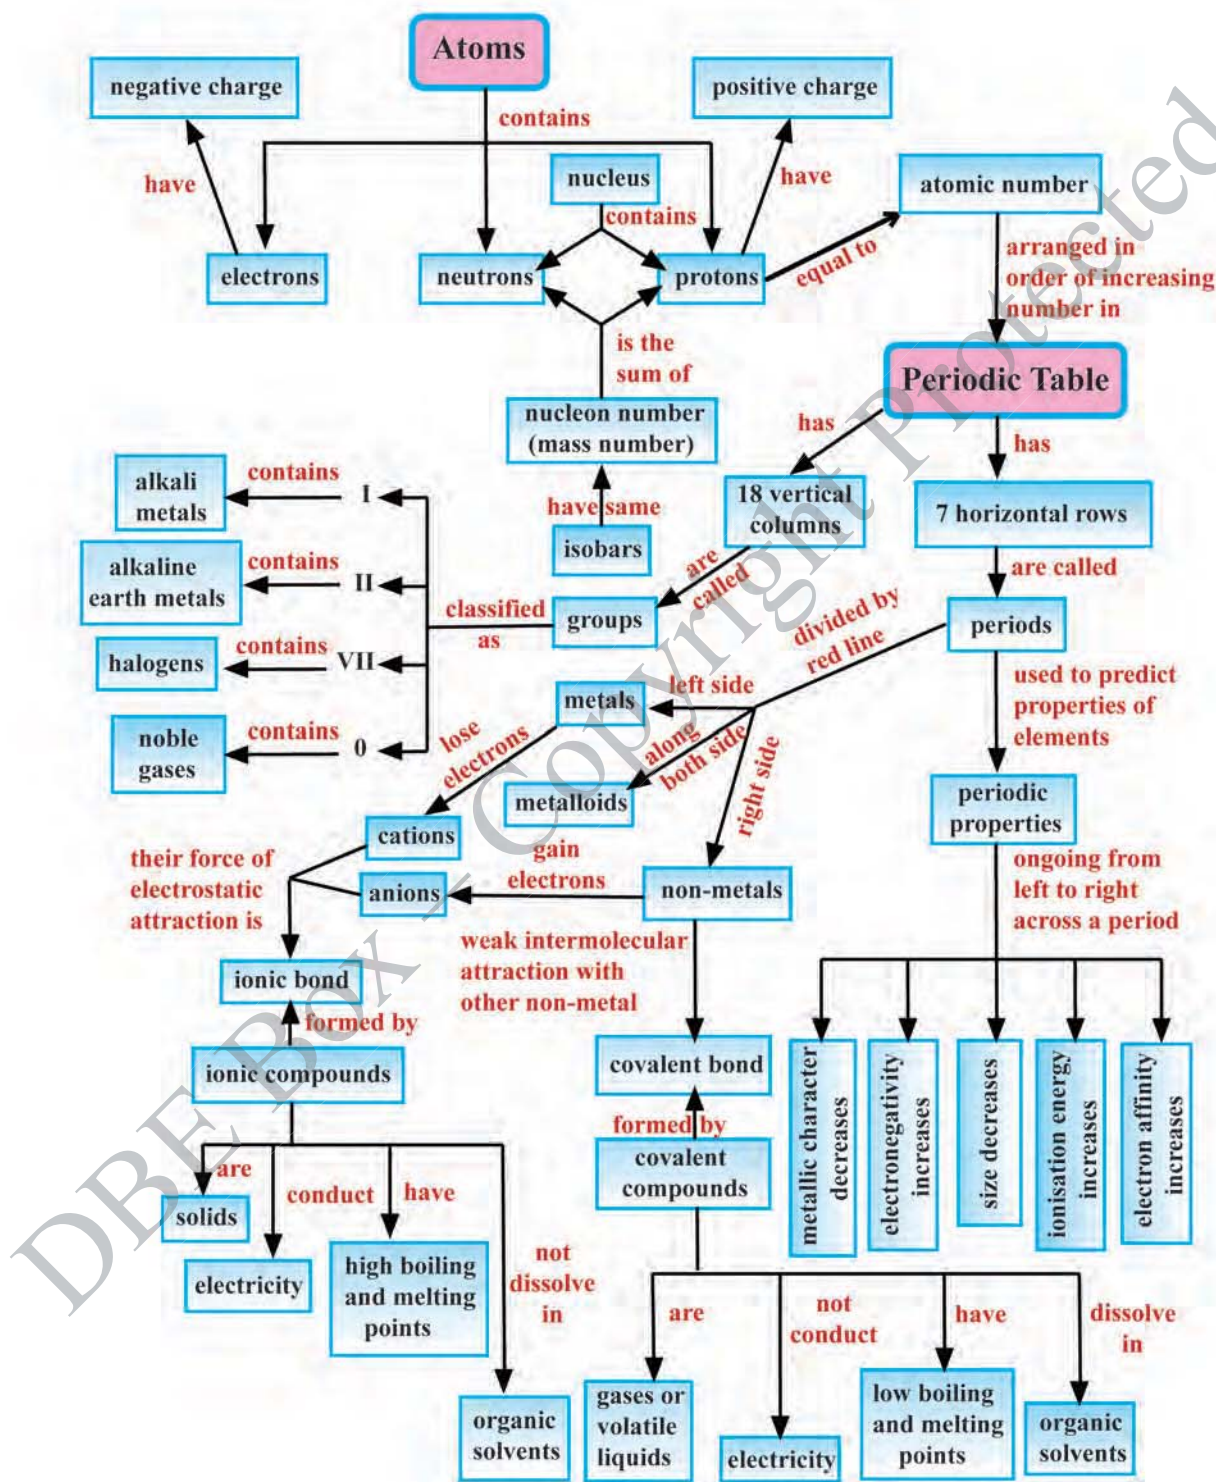 Atoms
negative charge
positive charge
contains
have
nucleus
have
atomic number
contains
electrons
neutrons
protons
equal to
arranged in
order of increasing
number in
is the
sum of
Periodic Table
nucleon number
(mass number)
has
has
alkali
metals
contains
I
have same
18 vertical
columns
7 horizontal rows
isobars
alkaline
earth metals
contains
II
are
called
are called
classified
as
groups
divided by
red line
periods
halogens
contains
VII
metals
left side
used to predict
properties of
elements
noble
gases
contains
0
lose
electrons
along
both side
right side
metalloids
periodic
properties
cations
their force of
electrostatic
attraction is
gain
electrons
anions
non-metals
ongoing from
left to right
across a period
weak intermolecular
attraction with
other non-metal
ionic bond
formed by
ionic compounds
covalent bond
formed by
covalent
compounds
metallic character
decreases
electronegativity
increases
size decreases
ionisation energy
increases
electron affinity
increases
are
conduct
have
not
dissolve
in
solids
electricity
high boiling
and melting
points
organic
solvents
are
not
conduct
have
dissolve
in
gases or
volatile
liquids
electricity
low boiling
and melting
points
organic
solvents
DBE Box - Copyright Protected